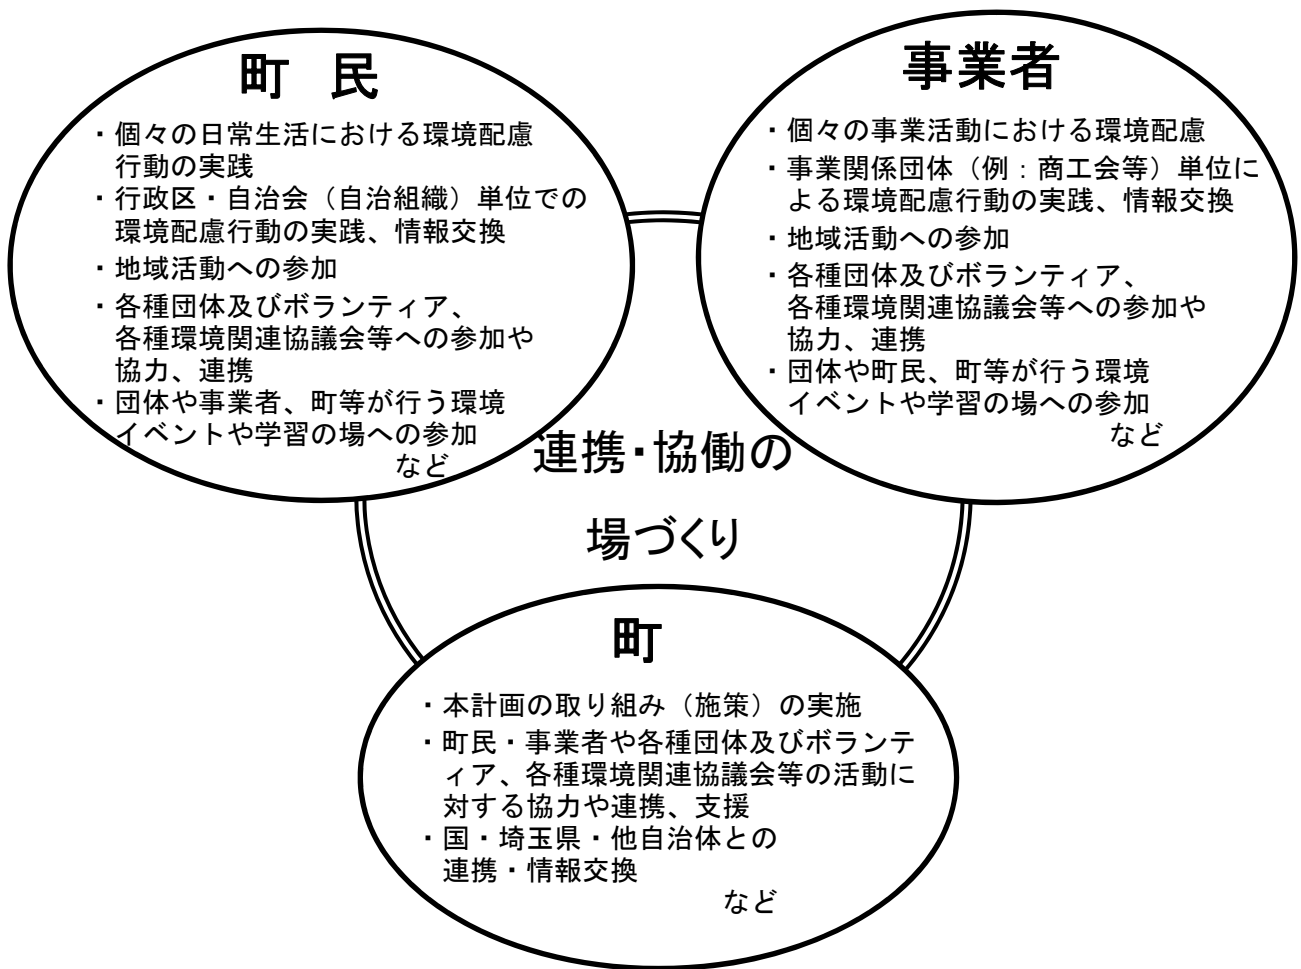 町 民
・個々の日常生活における環境配慮
行動の実践
・行政区・自治会（自治組織）単位での
環境配慮行動の実践、情報交換
・地域活動への参加
・各種団体及びボランティア、
各種環境関連協議会等への参加や
協力、連携
・団体や事業者、町等が行う環境
イベントや学習の場への参加
など
事業者
・個々の事業活動における環境配慮
・事業関係団体（例：商工会等）単位に
よる環境配慮行動の実践、情報交換
・地域活動への参加
・各種団体及びボランティア、
各種環境関連協議会等への参加や
協力、連携
・団体や町民、町等が行う環境
イベントや学習の場への参加
など
連携・協働の
場づくり
町
・本計画の取り組み（施策）の実施
・町民・事業者や各種団体及びボランテ
ィア、各種環境関連協議会等の活動に
対する協力や連携、支援
・国・埼玉県・他自治体との
連携・情報交換
など